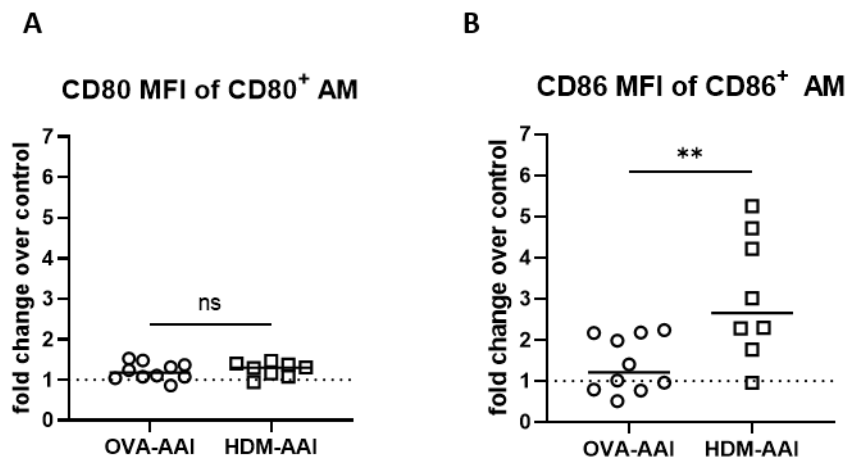 A
CD80 MFI of CD80+ AM
fold change over control
7
6
5
4
3
2
1
0
ns
OVA-AAI
HDM-AAI
B
CD86 MFI of CD86+ AM
fold change over control
7
6
5
4
3
2
1
0
**
OVA-AAI
HDM-AAI